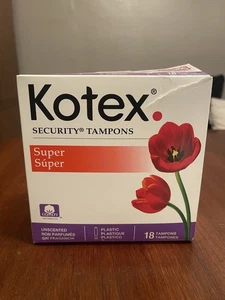 Kotex®
SECURITY® TAMPONS
Super
Súper
UNSCENTED
NON PARFUMÉS
SIN FRAGANCIA
PLASTIC
PLASTIQUE
PLÁSTICO
18 TAMPONS
TAMPONES